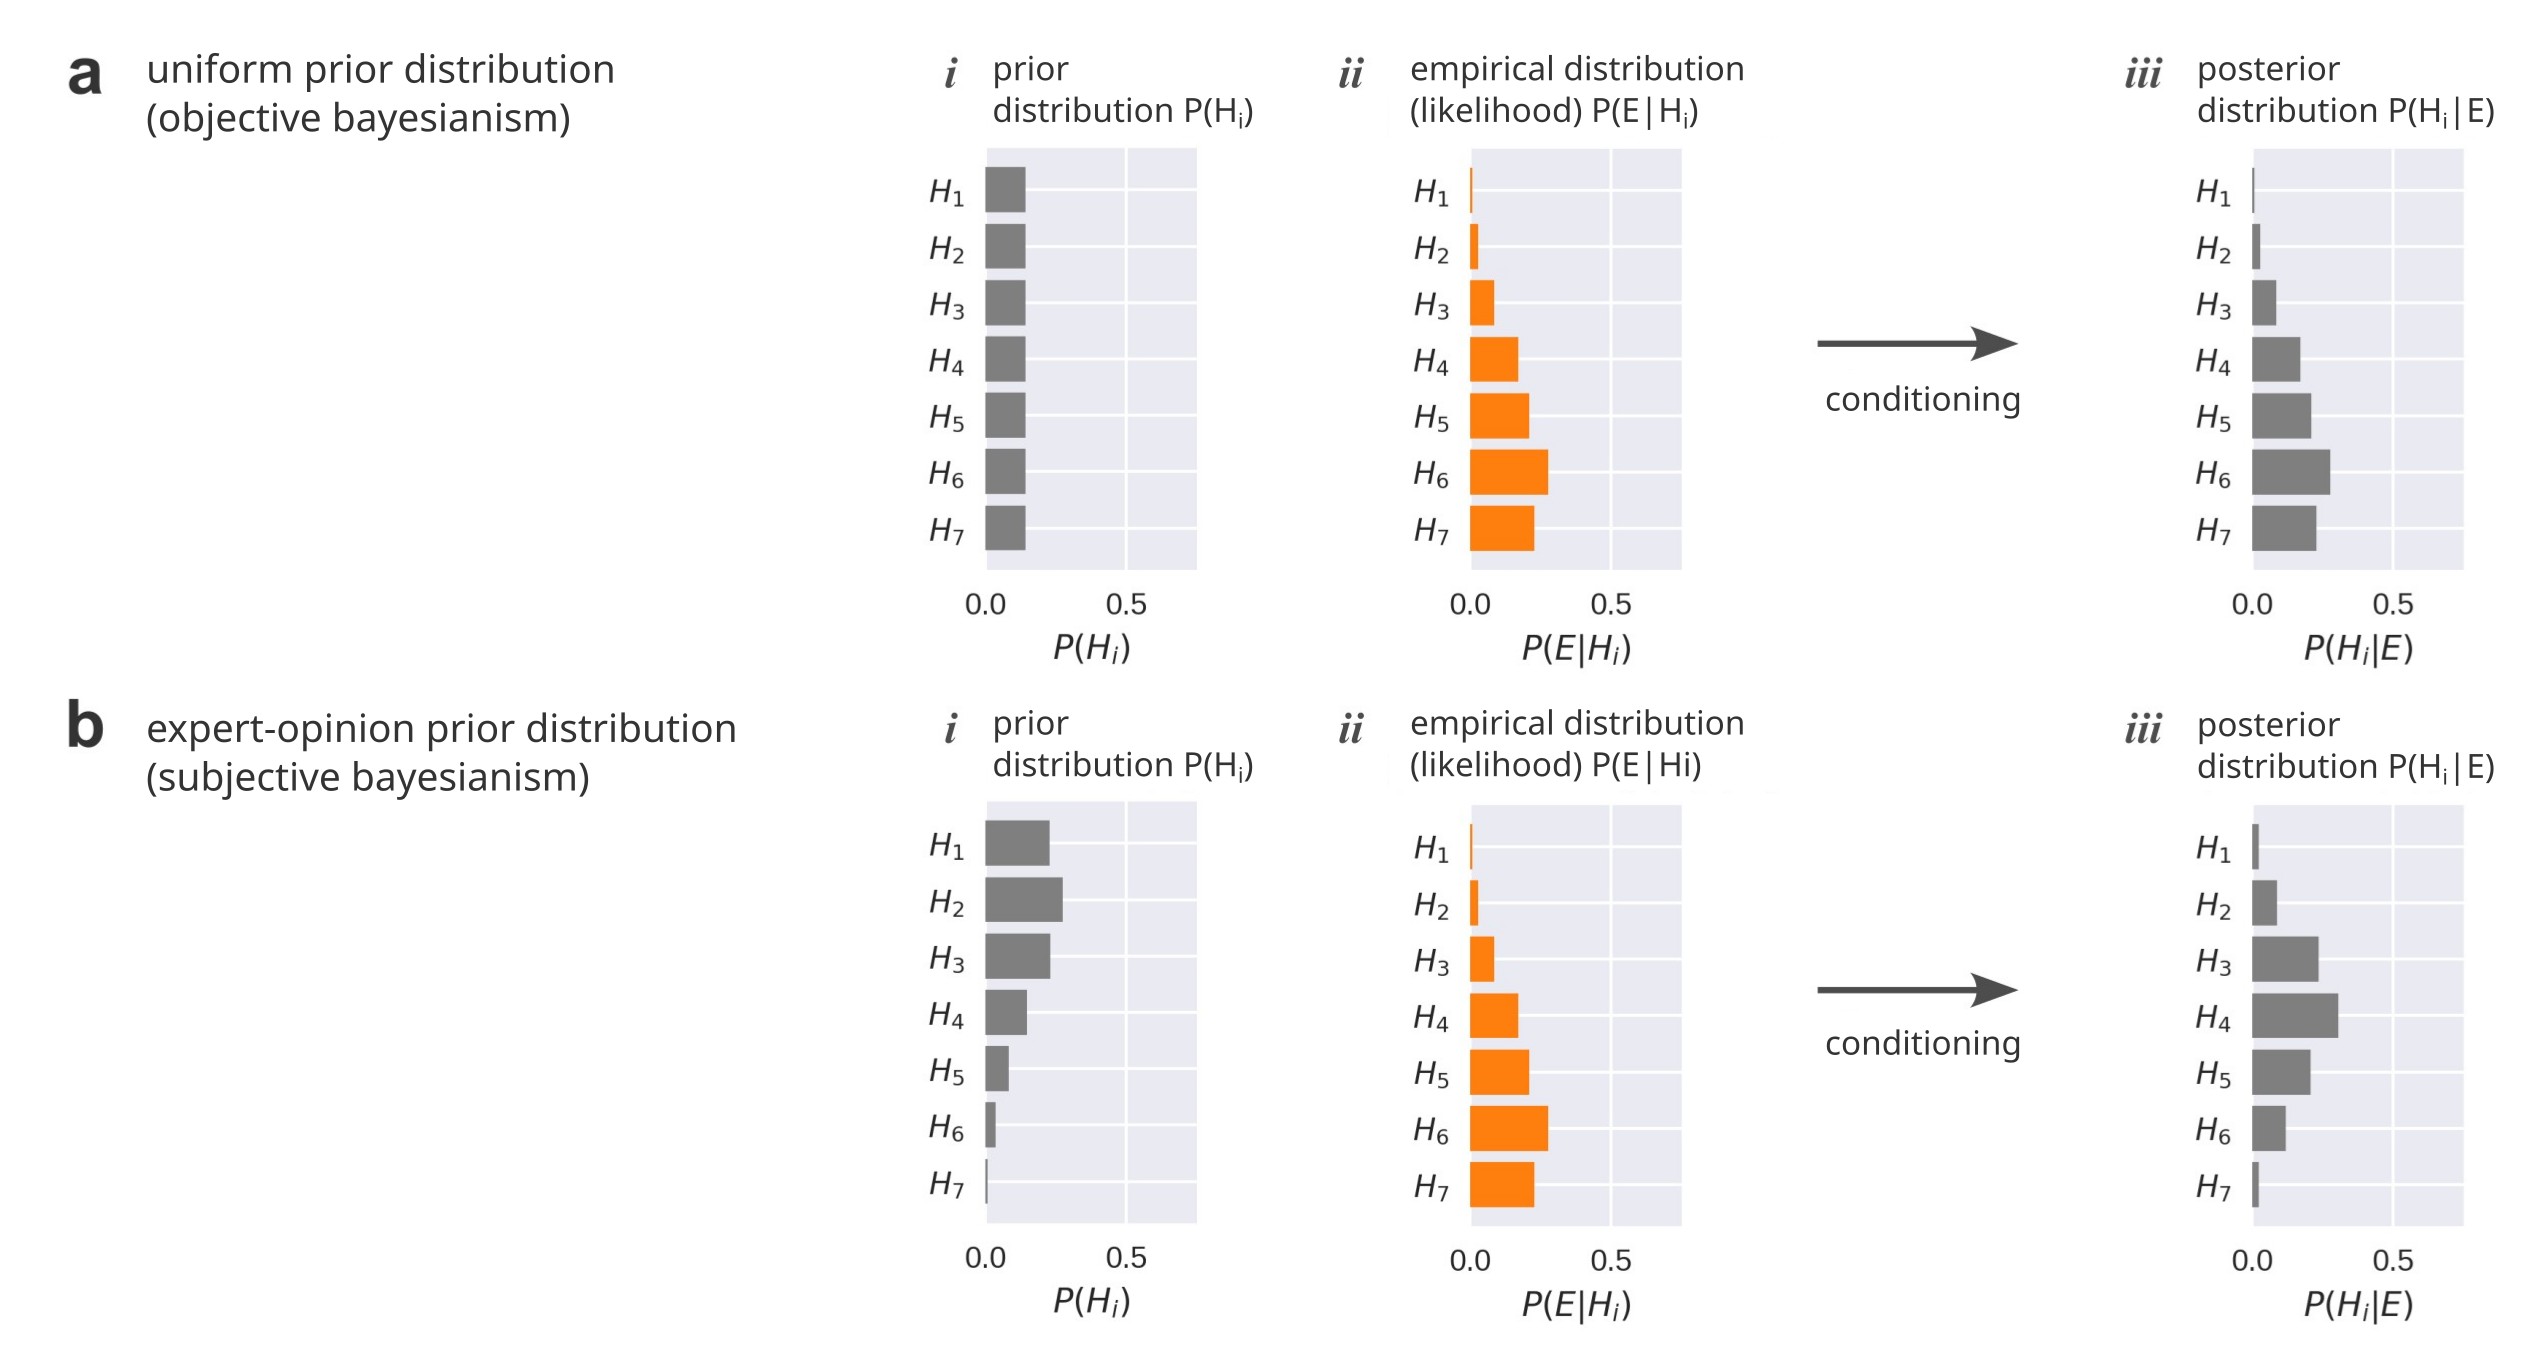 a uniform prior distribution
(objective bayesianism)
i prior
distribution P(Hᵢ)
ii empirical distribution
(likelihood) P(E|Hᵢ)
iii posterior
distribution P(Hᵢ|E)
H₁
H₂
H₃
H₄
H₅
H₆
H₇
0.0 0.5
P(Hᵢ)
H₁
H₂
H₃
H₄
H₅
H₆
H₇
0.0 0.5
P(E|Hᵢ)
conditioning
H₁
H₂
H₃
H₄
H₅
H₆
H₇
0.0 0.5
P(Hᵢ|E)
b expert-opinion prior distribution
(subjective bayesianism)
i prior
distribution P(Hᵢ)
ii empirical distribution
(likelihood) P(E|Hi)
iii posterior
distribution P(Hᵢ|E)
H₁
H₂
H₃
H₄
H₅
H₆
H₇
0.0 0.5
P(Hᵢ)
H₁
H₂
H₃
H₄
H₅
H₆
H₇
0.0 0.5
P(E|Hᵢ)
conditioning
H₁
H₂
H₃
H₄
H₅
H₆
H₇
0.0 0.5
P(Hᵢ|E)